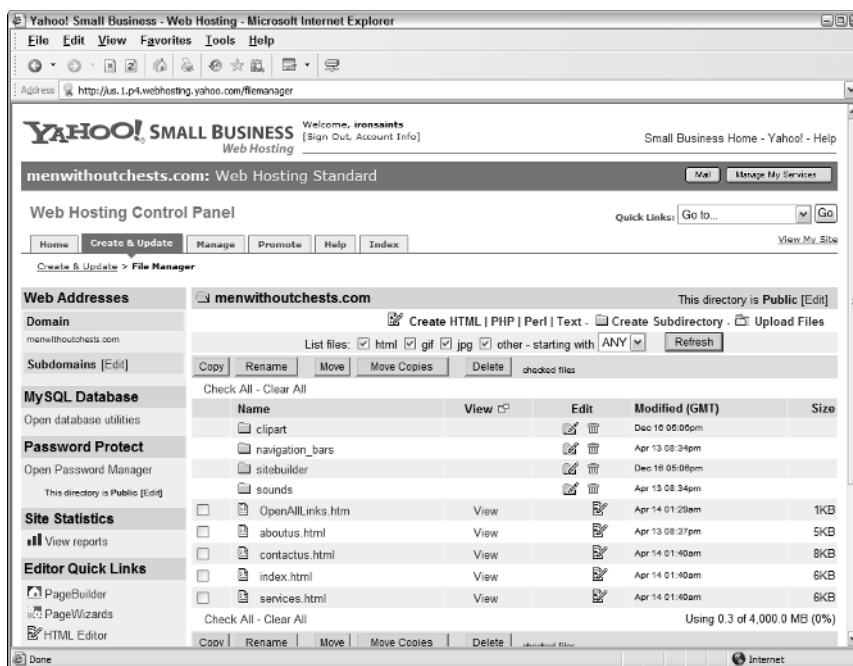 Yahoo! Small Business - Web Hosting - Microsoft Internet Explorer
File Edit View Favorites Tools Help
Address http://us.1.p4.webhosting.yahoo.com/filemanager
YAHOO! SMALL BUSINESS
Web Hosting
Welcome, ironsaints
[Sign Out, Account Info]
Small Business Home - Yahoo! - Help
menwithoutchests.com: Web Hosting Standard
Mail Manage My Services
Web Hosting Control Panel
Quick Links: Go to... Go
Home Create & Update Manage Promote Help Index
View My Site
Create & Update > File Manager
Web Addresses
Domain
menwithoutchests.com
Subdomains [Edit]
MySQL Database
Open database utilities
Password Protect
Open Password Manager
This directory is Public [Edit]
Site Statistics
View reports
Editor Quick Links
PageBuilder
PageWizards
HTML Editor
menwithoutchests.com This directory is Public [Edit]
Create HTML | PHP | Perl | Text - Create Subdirectory - Upload Files
List files: html gif jpg other - starting with ANY Refresh
Copy Rename Move Move Copies Delete checked files
Check All - Clear All
Name View Edit Modified (GMT) Size
clipart Dec 16 05:06pm
navigation_bars Apr 13 08:34pm
sitebuilder Dec 16 05:06pm
sounds Apr 13 08:34pm
OpenAllLinks.htm View Apr 14 01:29am 1KB
aboutus.html View Apr 13 08:37pm 5KB
contactus.html View Apr 14 01:40am 8KB
index.html View Apr 14 01:40am 6KB
services.html View Apr 14 01:40am 6KB
Check All - Clear All Using 0.3 of 4,000.0 MB (0%)
Copy Rename Move Move Copies Delete checked files
Done Internet